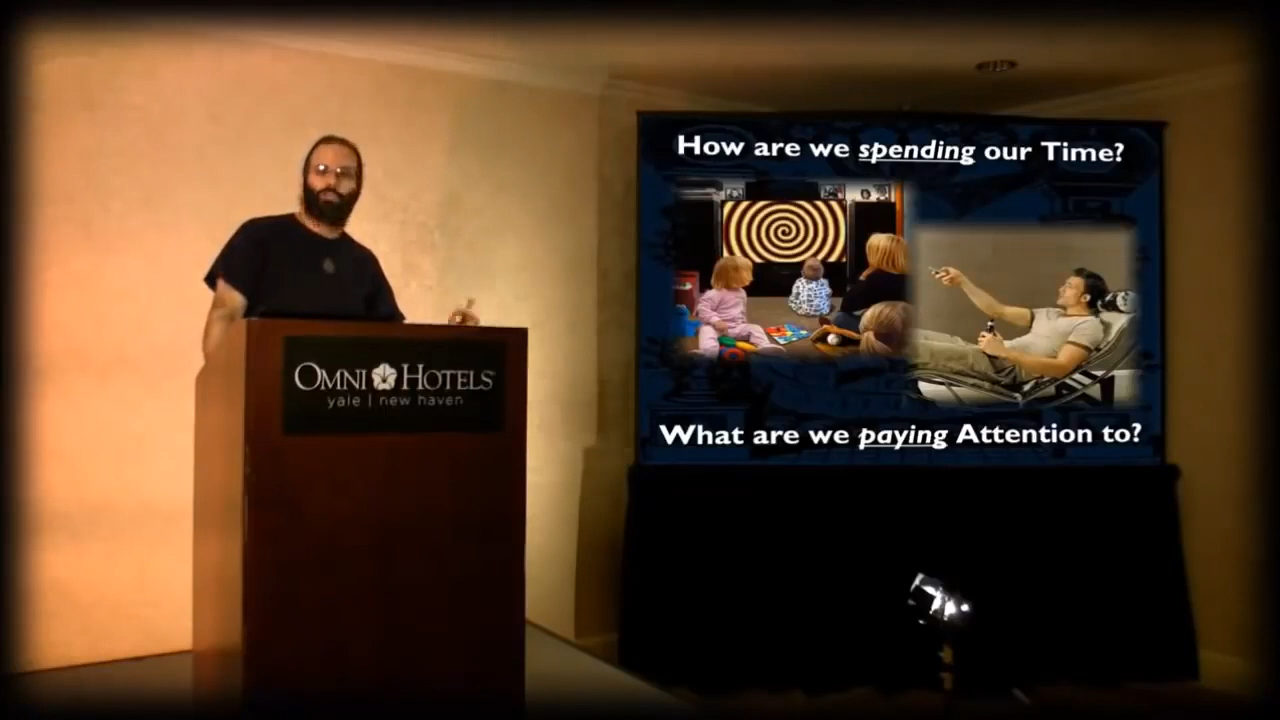 OMNI HOTELS
yale | new haven
How are we spending our Time?
What are we paying Attention to?